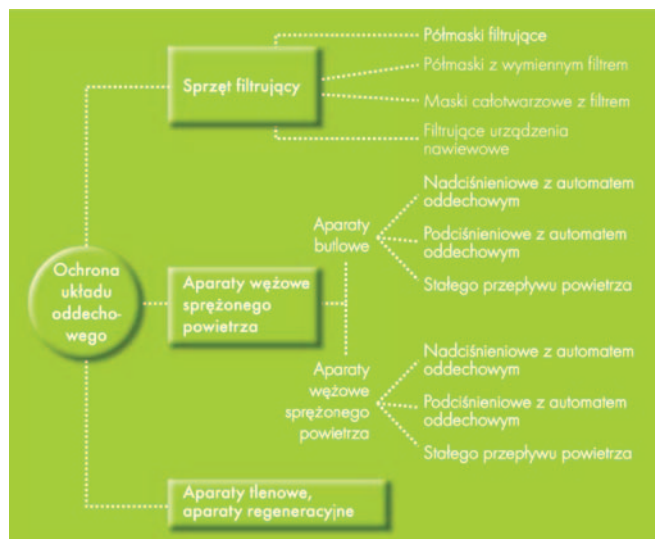 Ochrona
układu
oddecho-
wego
Sprzęt filtrujący
Półmaski filtrujące
Półmaski z wymiennym filtrem
Maski całotwarzowe z filtrem
Filtrujące urządzenia
nawiewowe
Aparaty wężowe
sprężonego
powietrza
Aparaty
butlowe
Nadciśnieniowe z automatem
oddechowym
Podciśnieniowe z automatem
oddechowym
Stałego przepływu powietrza
Aparaty
wężowe
sprężonego
powietrza
Nadciśnieniowe z automatem
oddechowym
Podciśnieniowe z automatem
oddechowym
Stałego przepływu powietrza
Aparaty tlenowe,
aparaty regeneracyjne